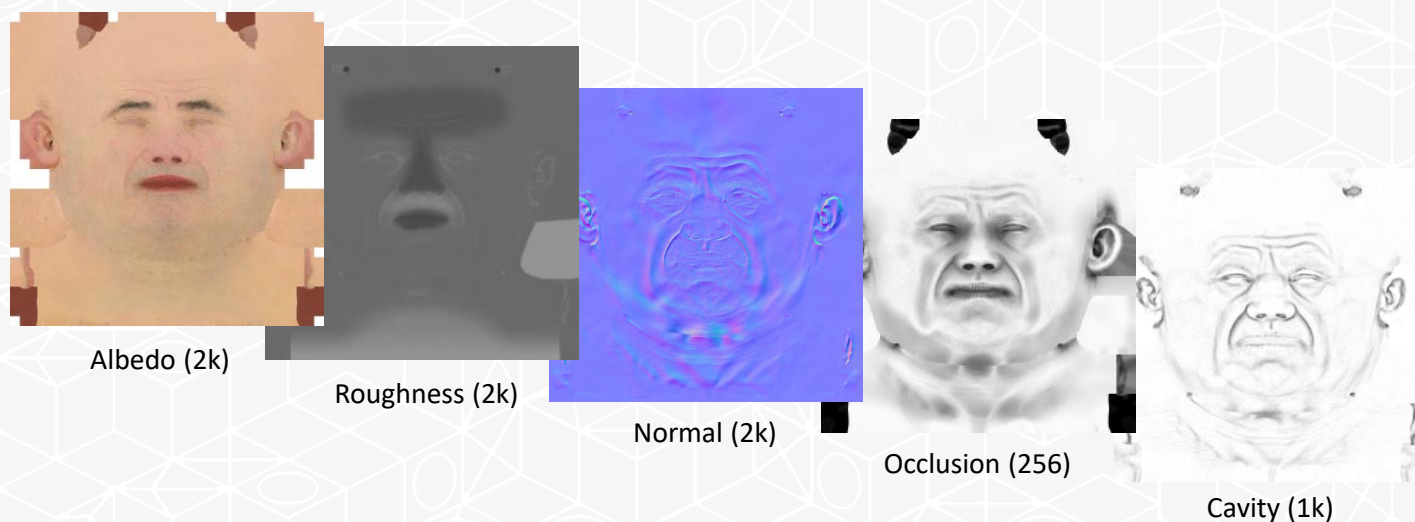 Albedo (2k)
Roughness (2k)
Normal (2k)
Occlusion (256)
Cavity (1k)